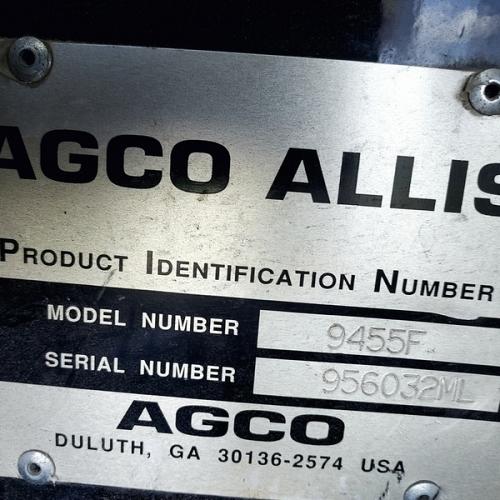 AGCO ALLIS
PRODUCT IDENTIFICATION NUMBER
MODEL NUMBER 9455F
SERIAL NUMBER 956032ML
AGCO
DULUTH, GA 30136-2574 USA